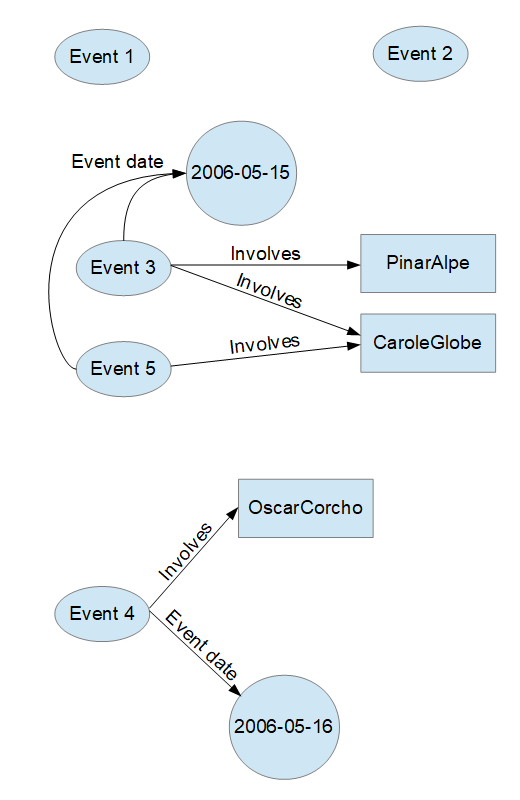 Event 1
Event 2
Event date
2006-05-15
Involves
Event 3
PinarAlpe
Involves
CaroleGlobe
Involves
Event 5
OscarCorcho
Involves
Event 4
Event date
2006-05-16